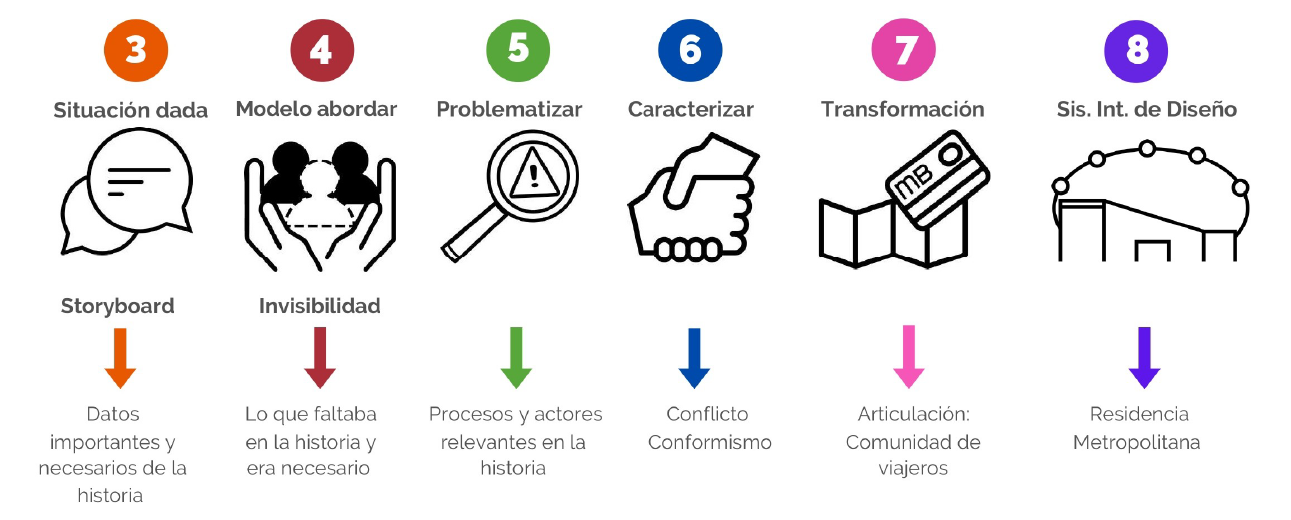 3
Situación dada
Storyboard
Datos
importantes y
necesarios de la
historia
4
Modelo abordar
Invisibilidad
Lo que faltaba
en la historia y
era necesario
5
Problematizar
!
Procesos y actores
relevantes en la
historia
6
Caracterizar
Conflicto
Conformismo
7
Transformación
MB
Articulación:
Comunidad de
viajeros
8
Sis. Int. de Diseño
Residencia
Metropolitana